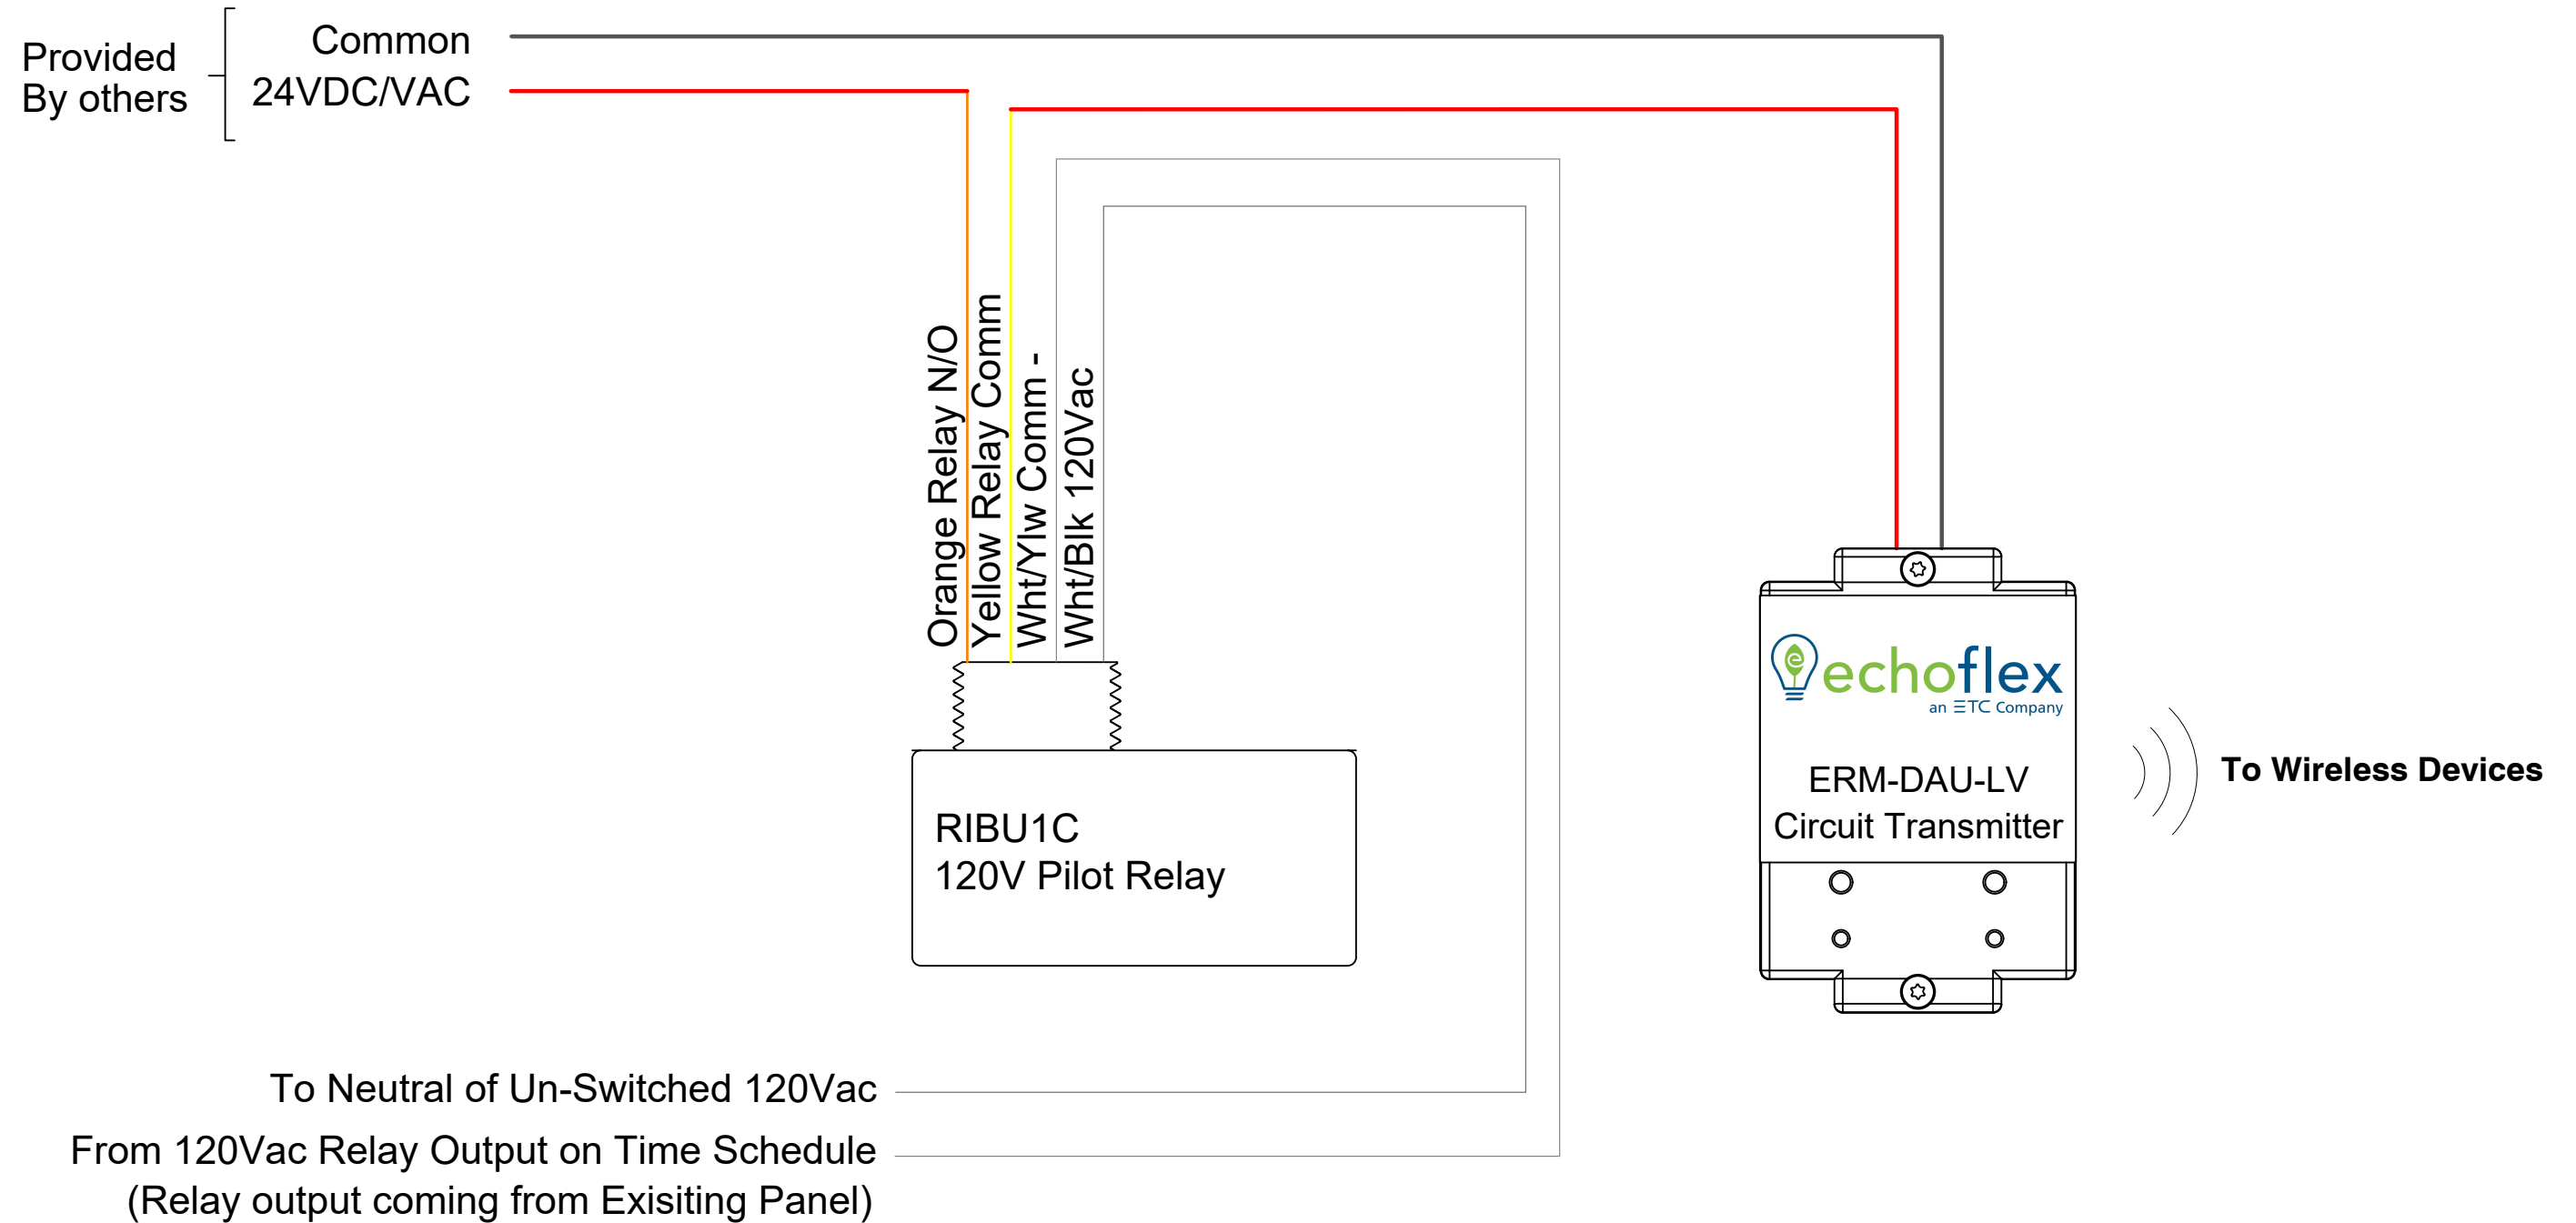 Provided
By others
Common
24VDC/VAC
Orange Relay N/O
Yellow Relay Comm
Wht/Ylw Comm -
Wht/Blk 120Vac
RIBU1C
120V Pilot Relay
echoflex
an ETC Company
ERM-DAU-LV
Circuit Transmitter
To Wireless Devices
To Neutral of Un-Switched 120Vac
From 120Vac Relay Output on Time Schedule
(Relay output coming from Exisiting Panel)